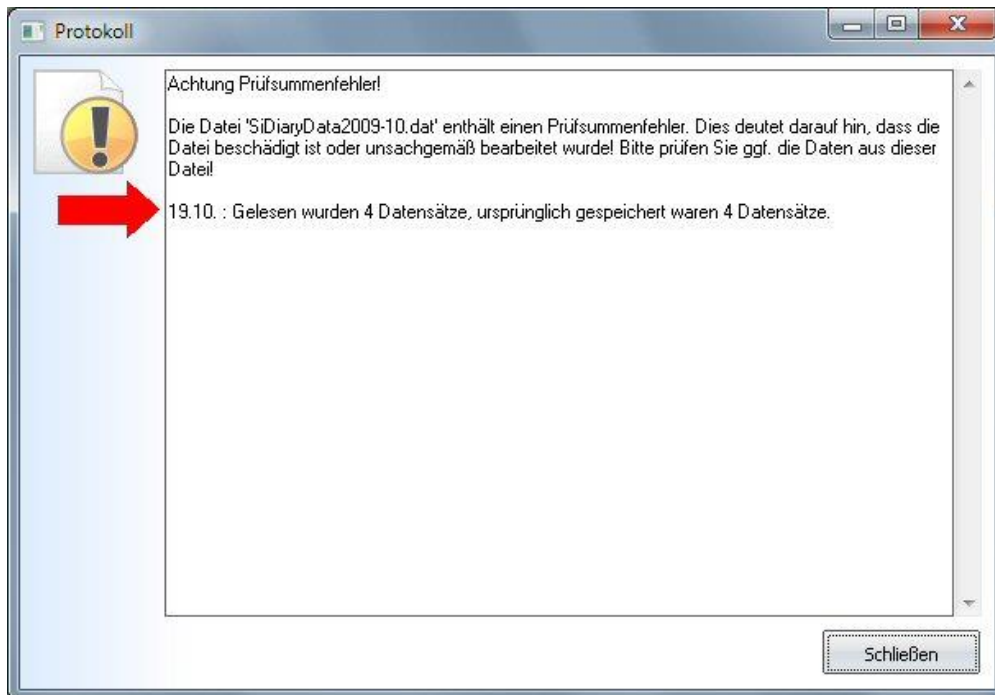 Protokoll
Achtung Prüfsummenfehler!
Die Datei 'SiDiaryData2009-10.dat' enthält einen Prüfsummenfehler. Dies deutet darauf hin, dass die
Datei beschädigt ist oder unsachgemäß bearbeitet wurde! Bitte prüfen Sie ggf. die Daten aus dieser
Datei!
19.10. : Gelesen wurden 4 Datensätze, ursprünglich gespeichert waren 4 Datensätze.
Schließen